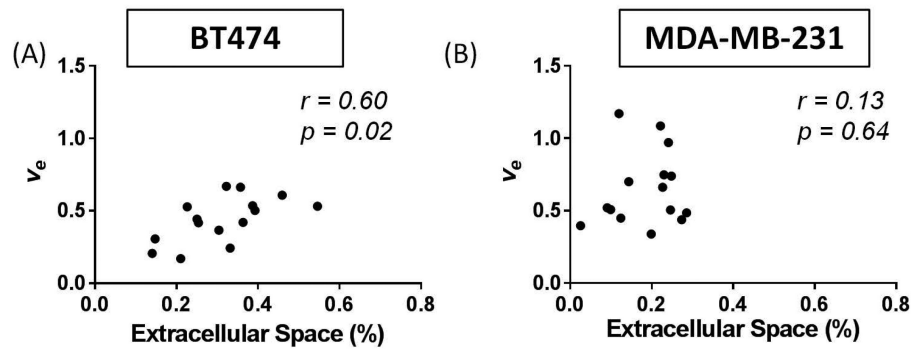 (A) BT474
1.5
1.0
0.5
0.0
v_e
r = 0.60
p = 0.02
0.0 0.2 0.4 0.6 0.8
Extracellular Space (%)
(B) MDA-MB-231
1.5
1.0
0.5
0.0
v_e
r = 0.13
p = 0.64
0.0 0.2 0.4 0.6 0.8
Extracellular Space (%)